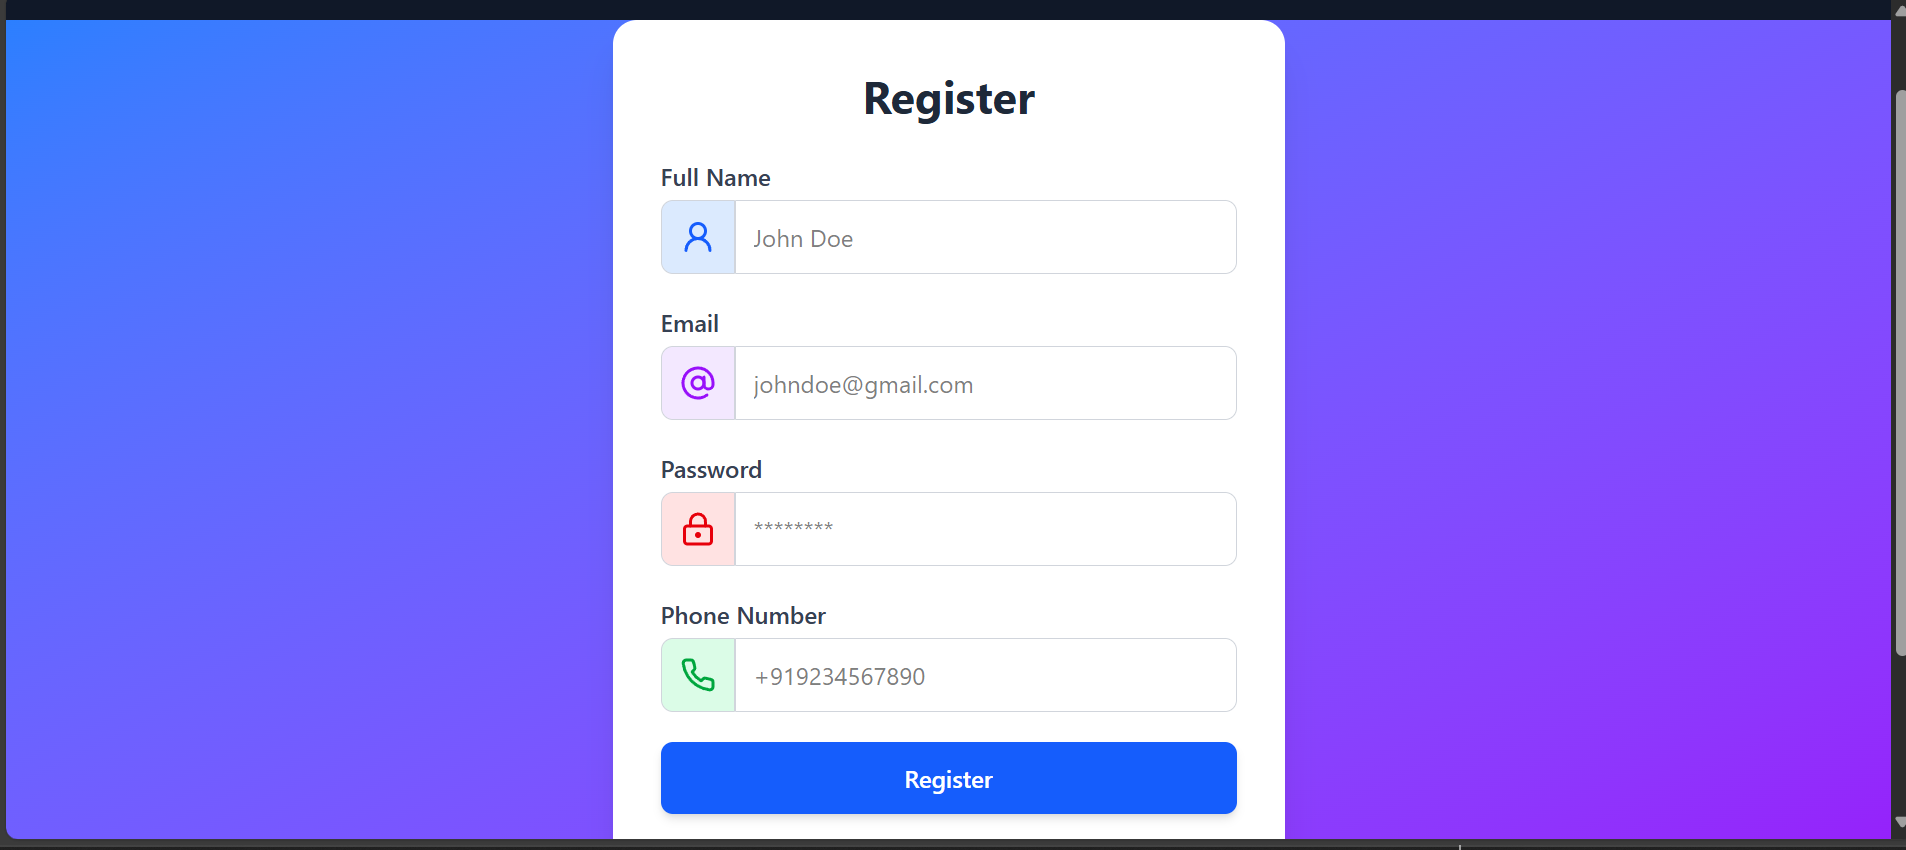 Register
Full Name
John Doe
Email
johndoe@gmail.com
Password
********
Phone Number
+919234567890
Register